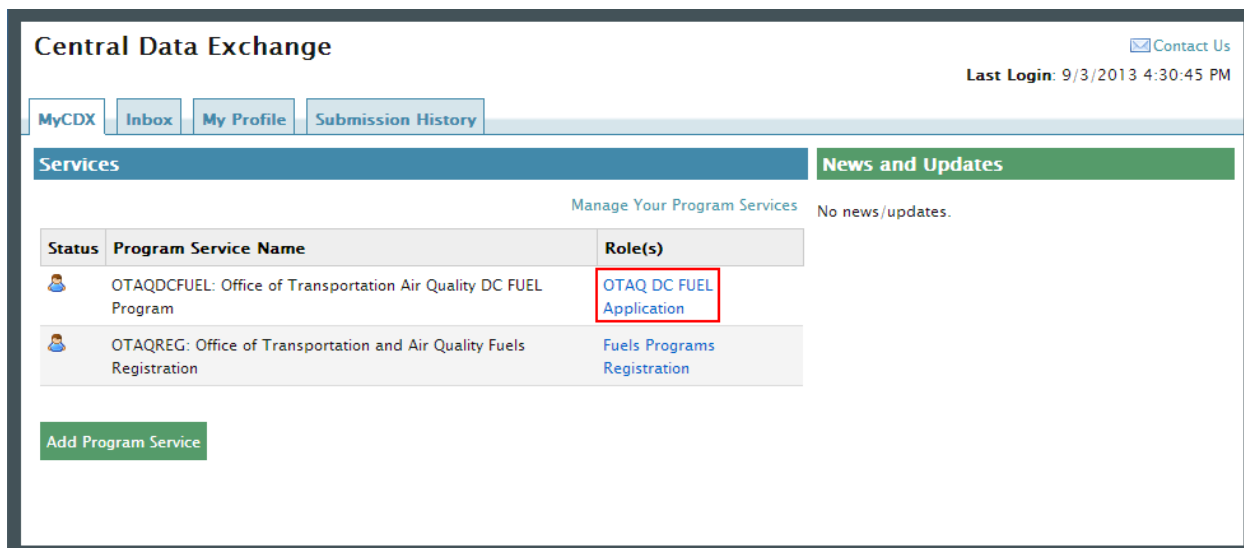 Central Data Exchange
Contact Us
Last Login: 9/3/2013 4:30:45 PM
MyCDX Inbox My Profile Submission History
Services
News and Updates
Manage Your Program Services
No news/updates.
Status Program Service Name Role(s)
OTAQDCFUEL: Office of Transportation Air Quality DC FUEL
Program
OTAQ DC FUEL
Application
OTAQREG: Office of Transportation and Air Quality Fuels
Registration
Fuels Programs
Registration
Add Program Service